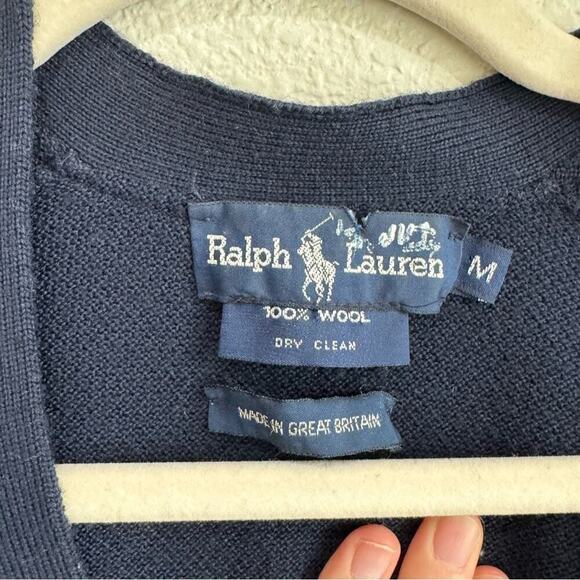 Ralph Lauren
M
100% WOOL
DRY CLEAN
MADE IN GREAT BRITAIN